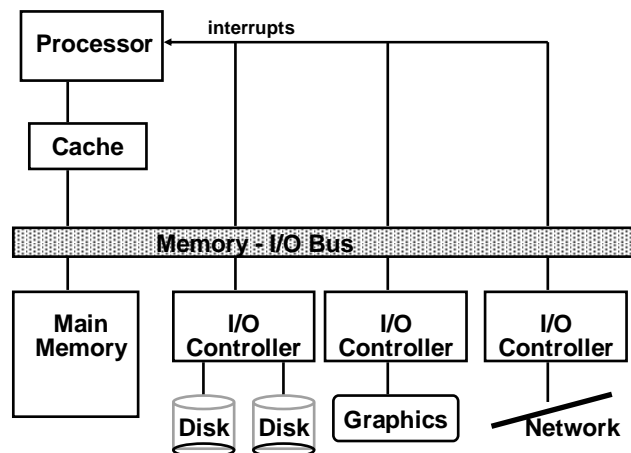 interrupts
Processor
Cache
Memory - I/O Bus
Main
Memory
I/O
Controller
I/O
Controller
I/O
Controller
Disk
Disk
Graphics
Network